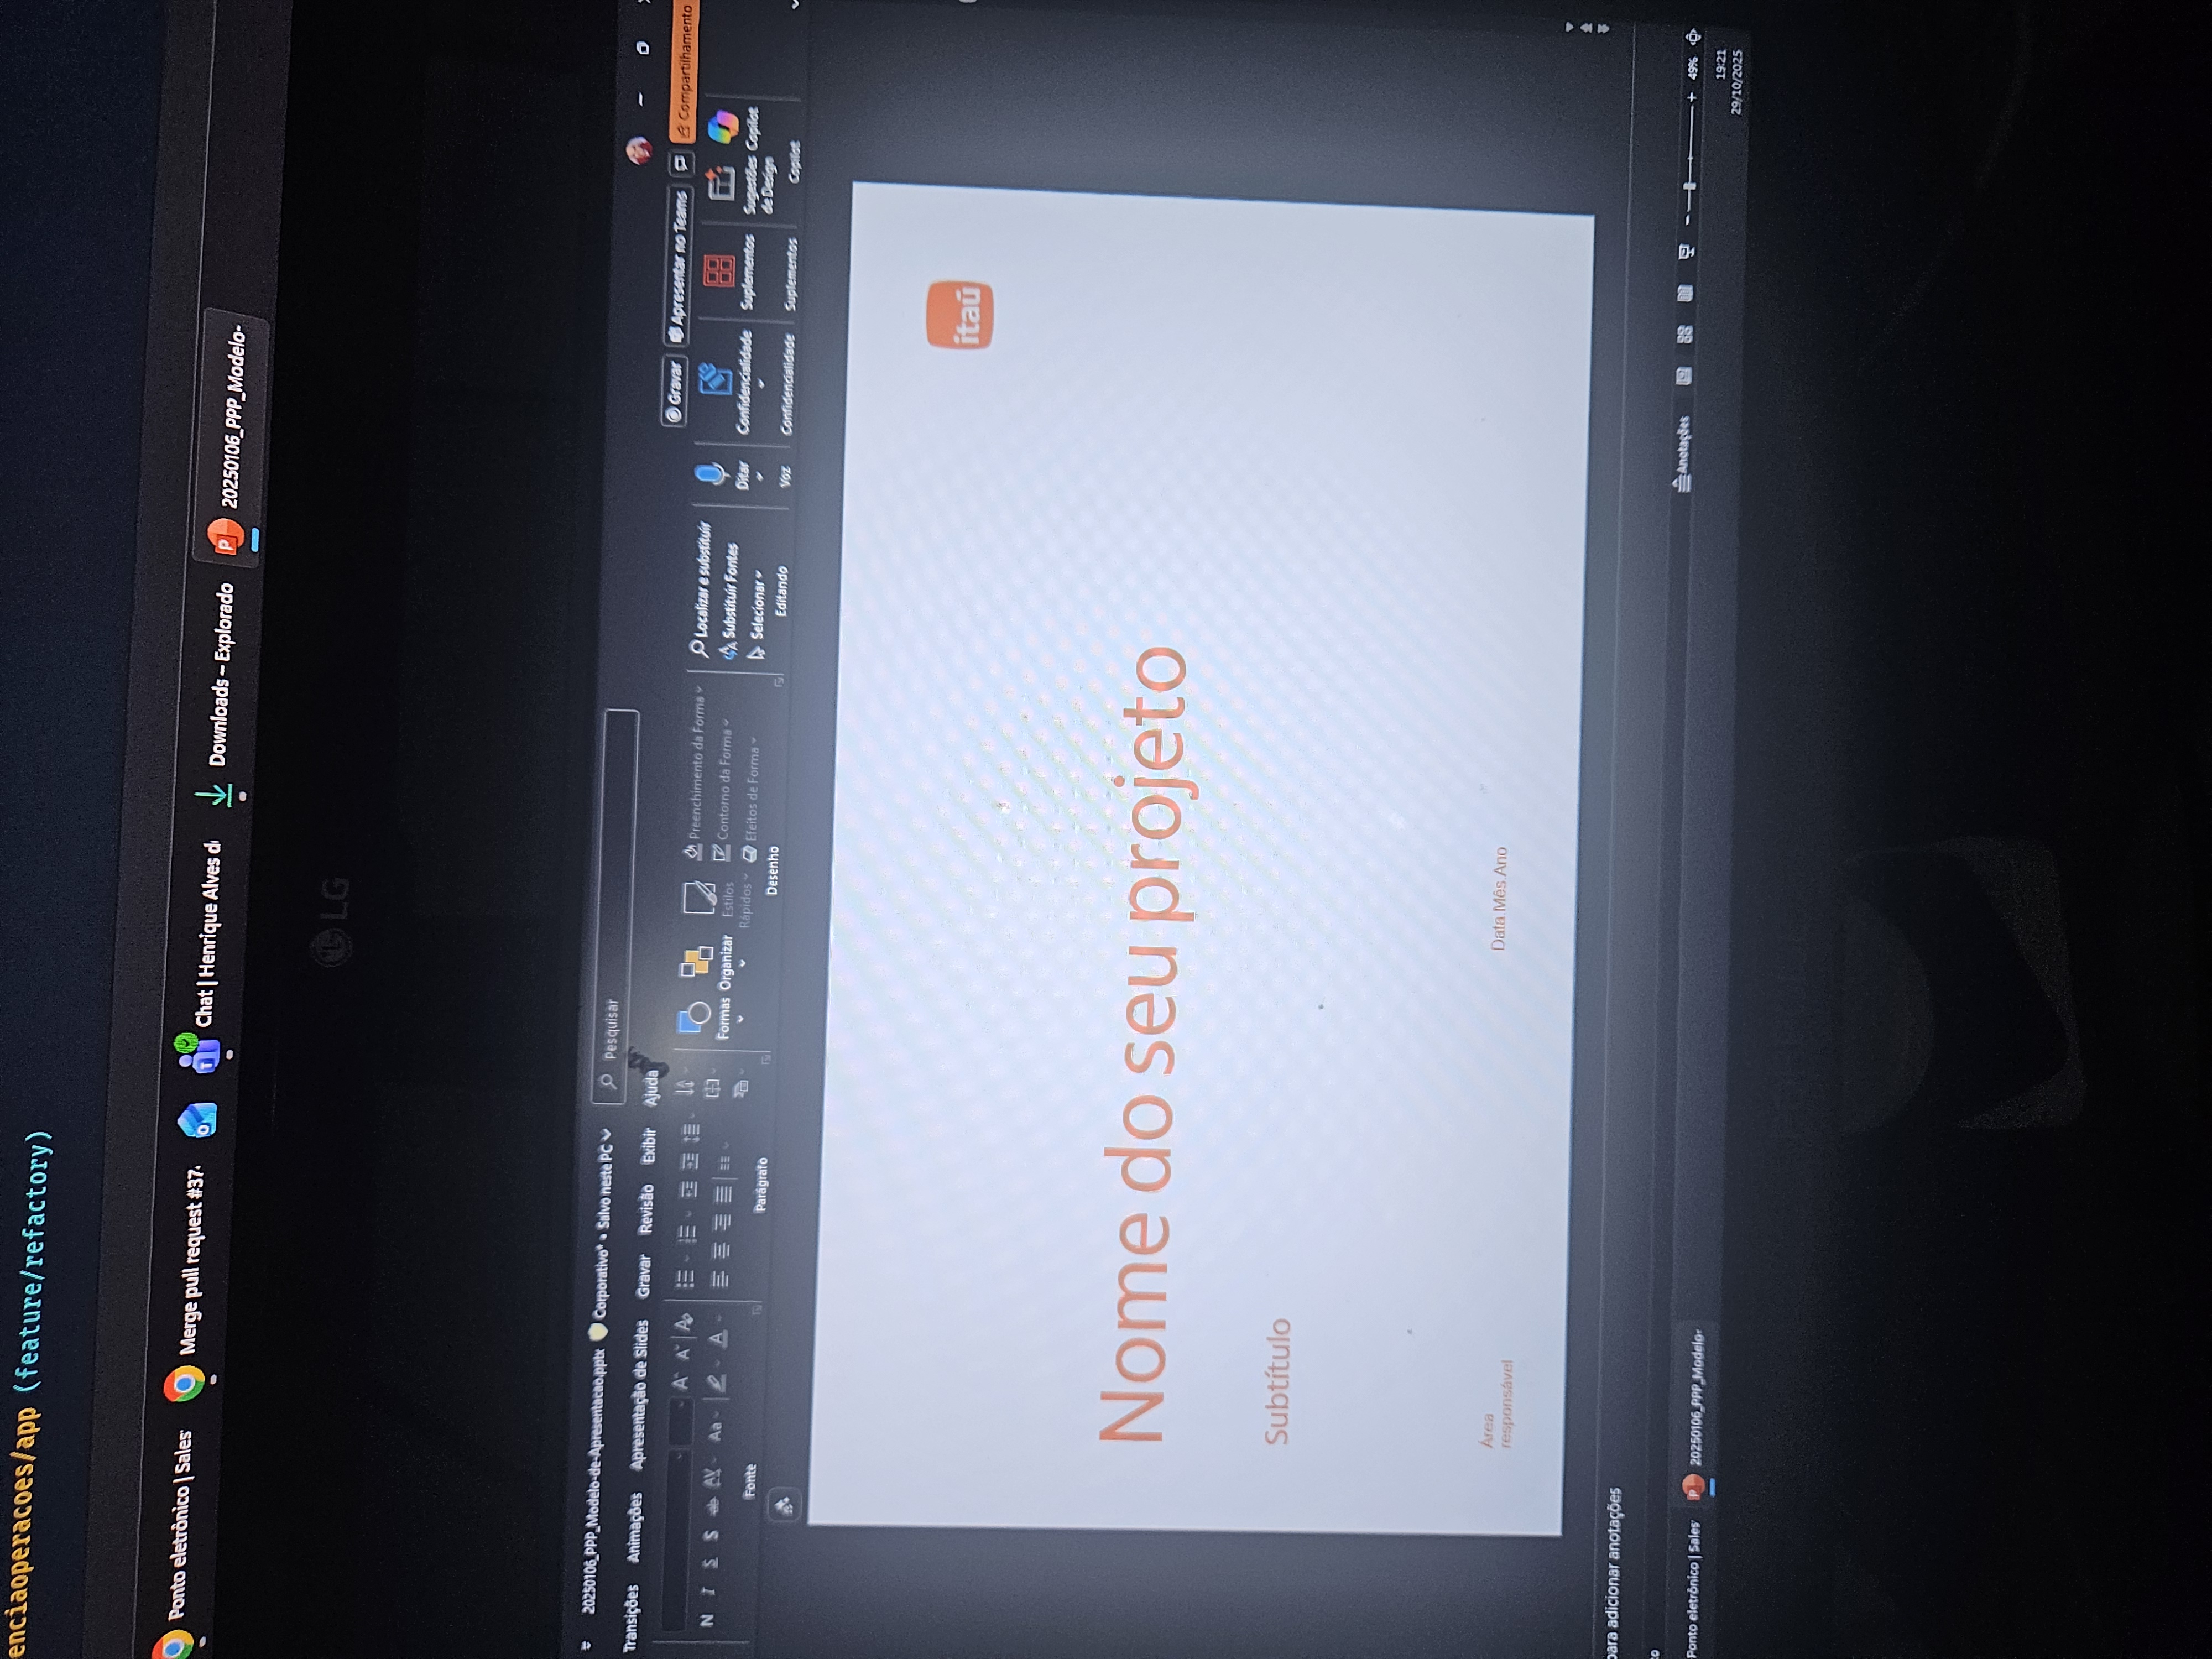 enciaoperacoes/app (feature/refactory)
Ponto eletrônico | Sales
Merge pull request #37
Chat | Henrique Alves d
Downloads – Explorado
20250106_PPP_Modelo-
LG
20250106_PPP_Modelo-de-Apresentacao.pptx
Corporativo* • Salvo neste PC
Pesquisar
Transições Animações Apresentação de Slides Gravar Revisão Exibir Ajuda
Gravar Apresentar no Teams Compartilhamento
N I S S ab AV Aa A
Fonte
Parágrafo
Formas Organizar Estilos Rápidos
Preenchimento da Forma
Contorno da Forma
Efeitos de Forma
Desenho
Localizar e substituir
Substituir Fontes
Selecionar
Editando
Ditar
Voz
Confidencialidade
Confidencialidade
Suplementos
Suplementos
Sugestões de Design
Copilot
Copilot
itaú
Nome do seu projeto
Subtítulo
Área
responsável
Data.Mês.Ano
para adicionar anotações
Anotações
49%
Ponto eletrônico | Sales
20250106_PPP_Modelo-
19:21
29/10/2025